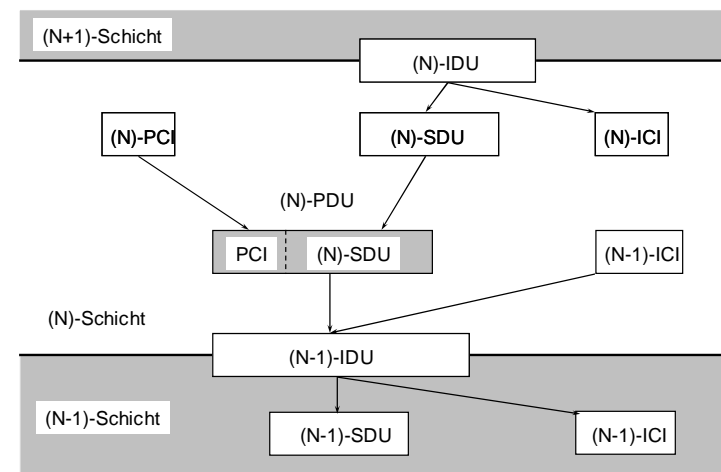 (N+1)-Schicht
(N)-IDU
(N)-PCI
(N)-SDU
(N)-ICI
(N)-PDU
PCI
(N)-SDU
(N-1)-ICI
(N)-Schicht
(N-1)-IDU
(N-1)-Schicht
(N-1)-SDU
(N-1)-ICI